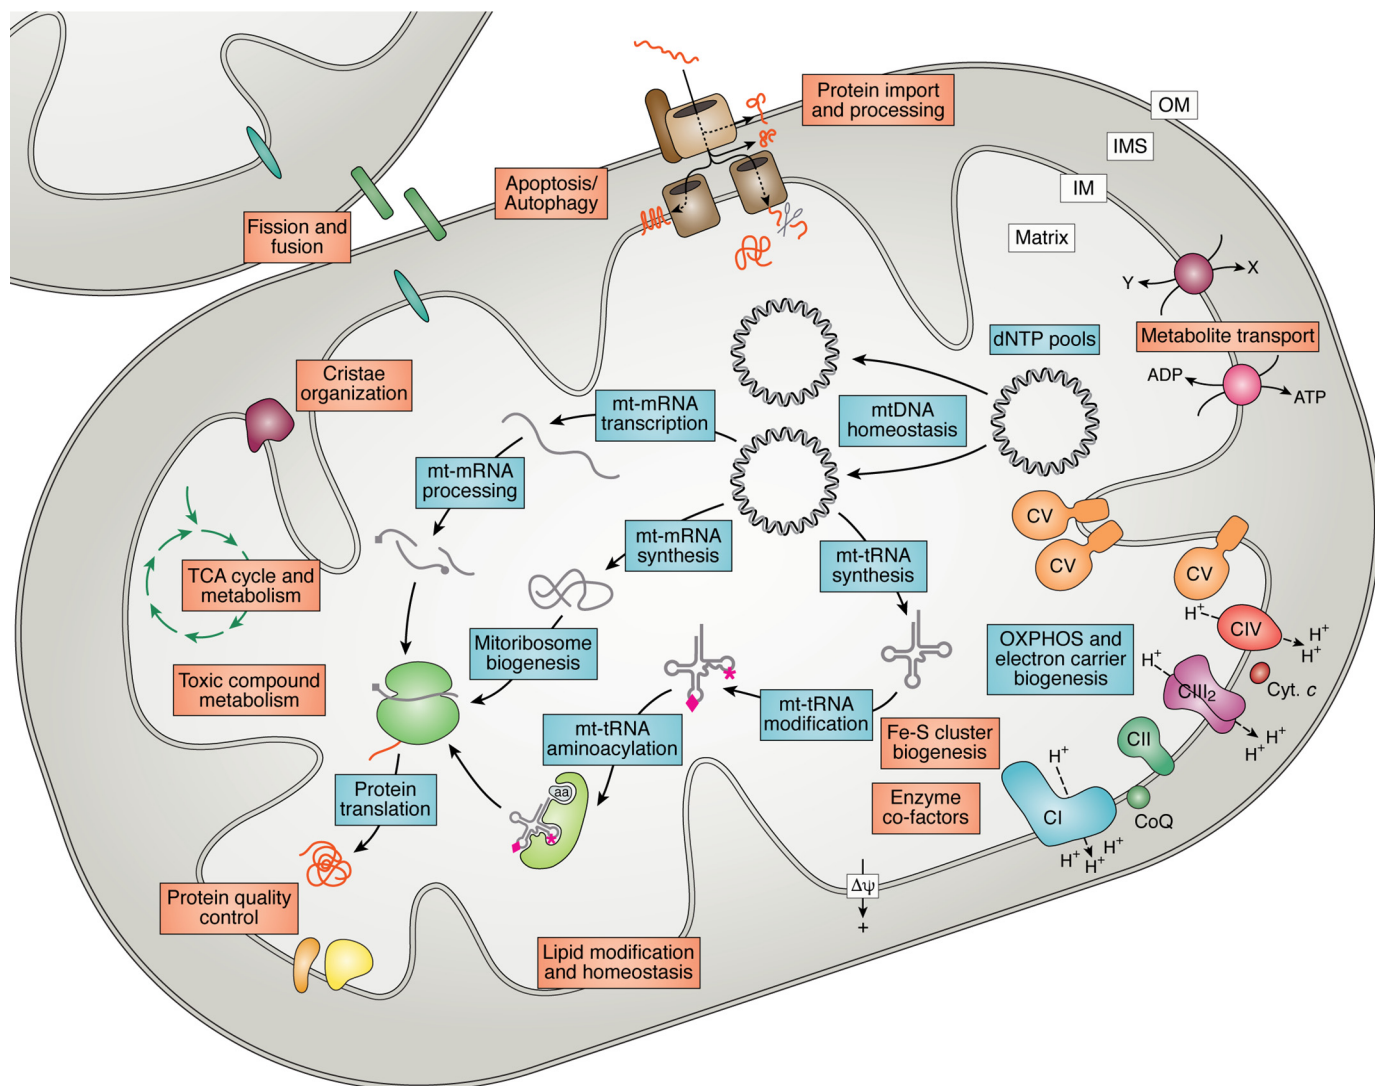 Protein import
and processing
OM
IMS
IM
Matrix
Apoptosis/
Autophagy
Fission and
fusion
Y
X
Metabolite transport
dNTP pools
ADP
ATP
Cristae
organization
mt-mRNA
transcription
mtDNA
homeostasis
mt-mRNA
processing
mt-mRNA
synthesis
mt-tRNA
synthesis
CV
CV
CV
TCA cycle and
metabolism
H+
CIV
H+
H+
Mitoribosome
biogenesis
OXPHOS and
electron carrier
biogenesis
H+
CIII2
Cyt. c
Toxic compound
metabolism
*
mt-tRNA
modification
mt-tRNA
aminoacylation
Fe-S cluster
biogenesis
CII
H+
H+
H+
Protein
translation
aa
*
Enzyme
co-factors
CI
CoQ
H+
H+
H+
Δψ
+
Protein quality
control
Lipid modification
and homeostasis